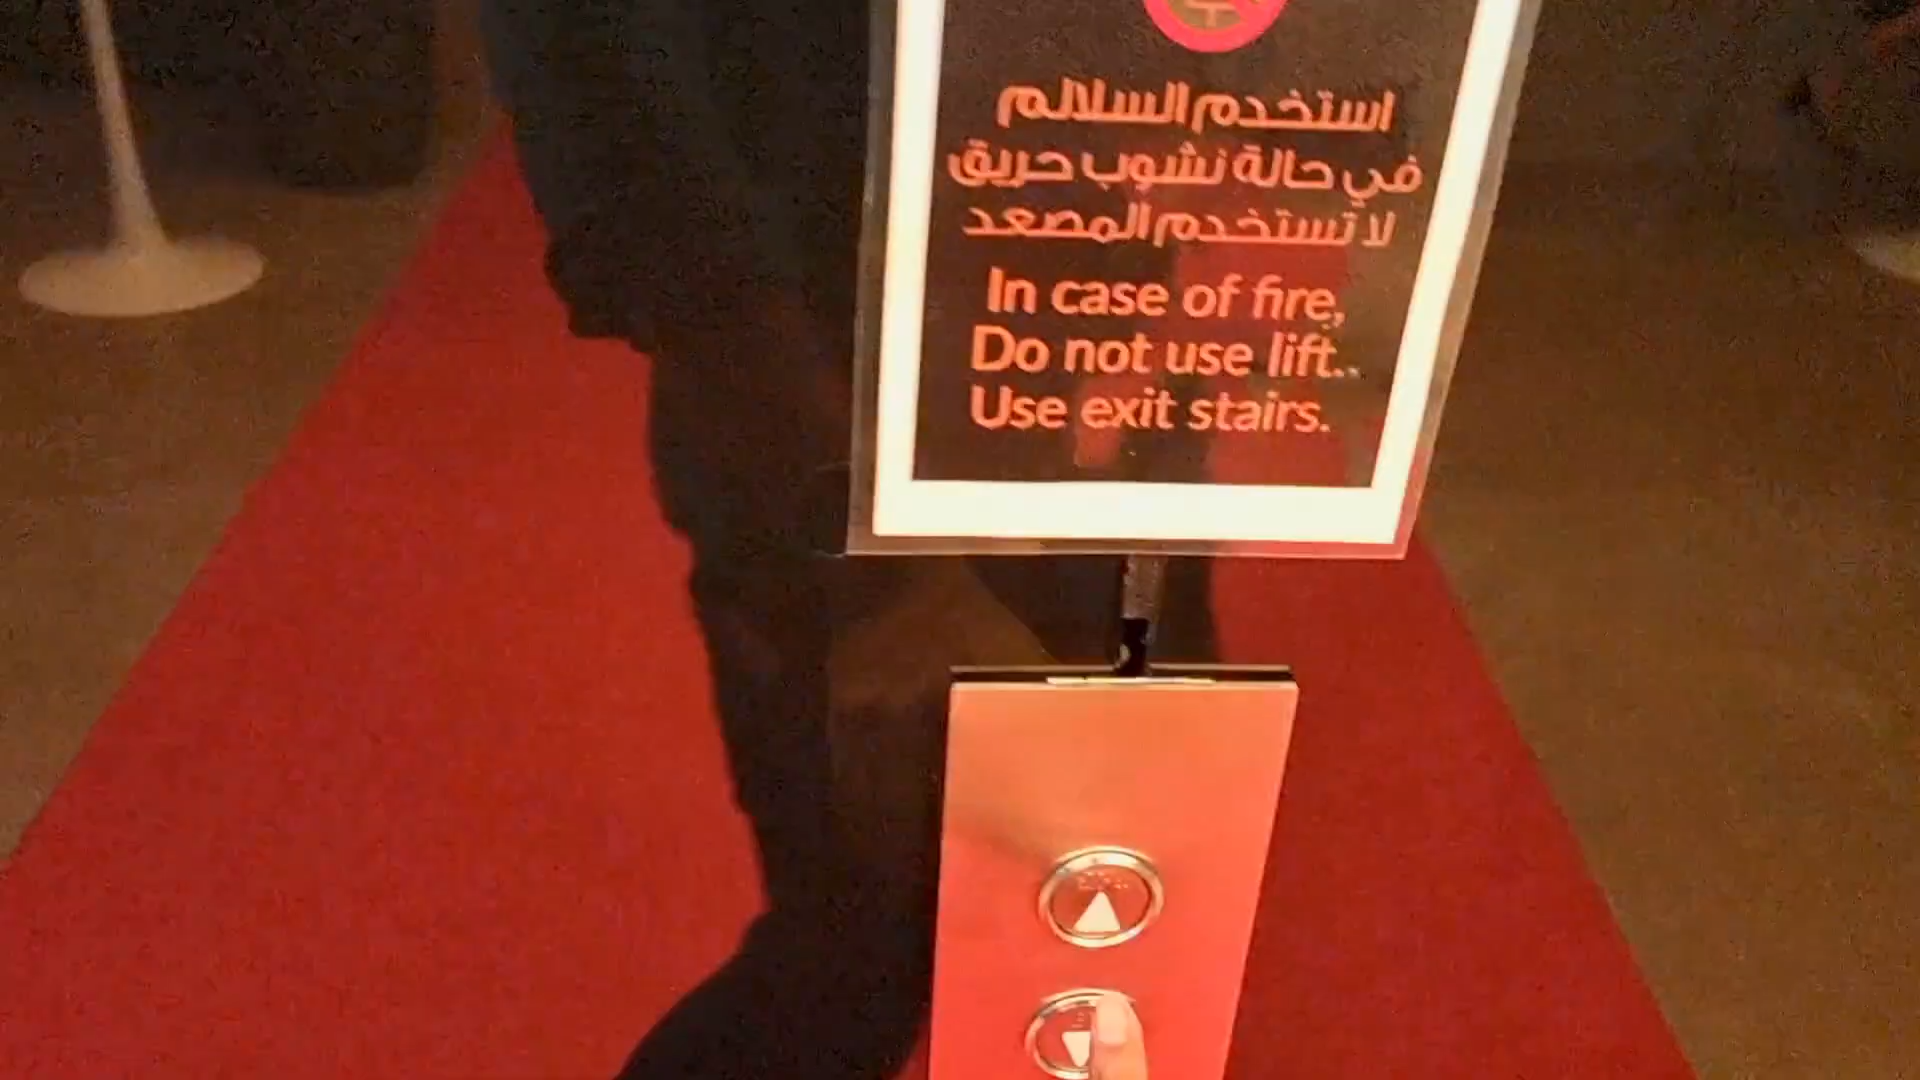 استخدم السلالم
في حالة نشوب حريق
لا تستخدم المصعد
In case of fire,
Do not use lift..
Use exit stairs.